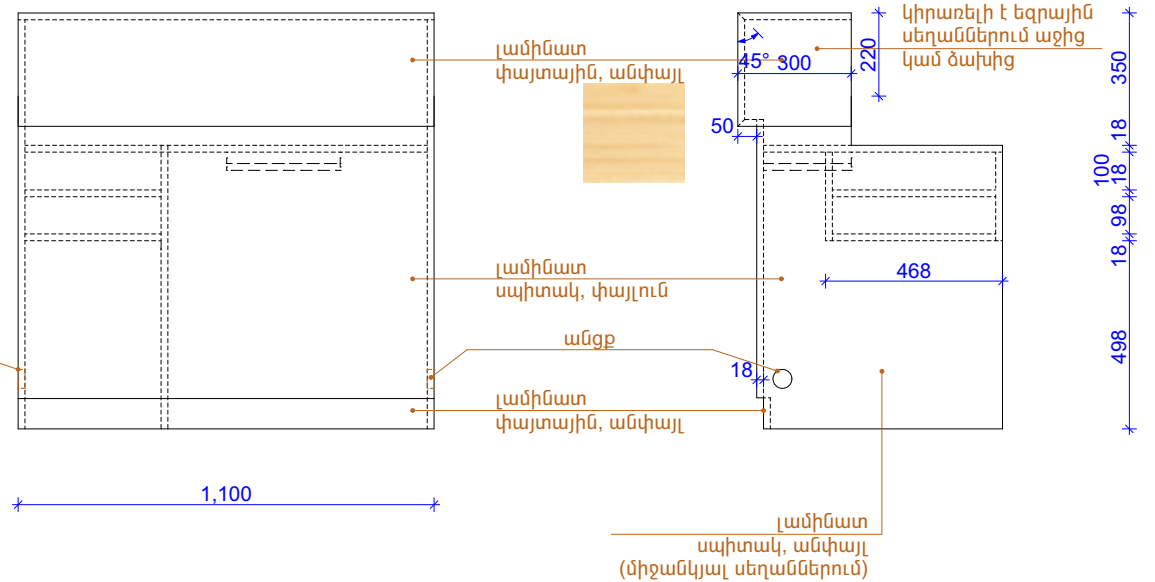 լամինատ
փայտային, անփայլ
կիրառելի է եզրային
սեղաններում աջից
կամ ձախից
45°
300
220
350
50
18
100
18
98
18
468
լամինատ
սպիտակ, փայլուն
անցք
18
498
լամինատ
փայտային, անփայլ
1,100
լամինատ
սպիտակ, անփայլ
(միջանկյալ սեղաններում)